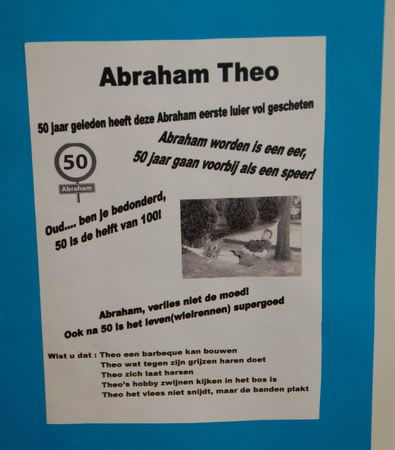 Abraham Theo
50 jaar geleden heeft deze Abraham eerste luier vol gescheten
Abraham worden is een eer,
50 jaar gaan voorbij als een speer!
50
Abraham
Oud.... ben je bedonderd,
50 is de helft van 100!
Abraham, verlies niet de moed!
Ook na 50 is het leven(wielrennen) supergoed
Wist u dat : Theo een barbeque kan bouwen
Theo wat tegen zijn grijzen haren doet
Theo zich laat harsen
Theo's hobby zwijnen kijken in het bos is
Theo het vlees niet snijdt, maar de banden plakt